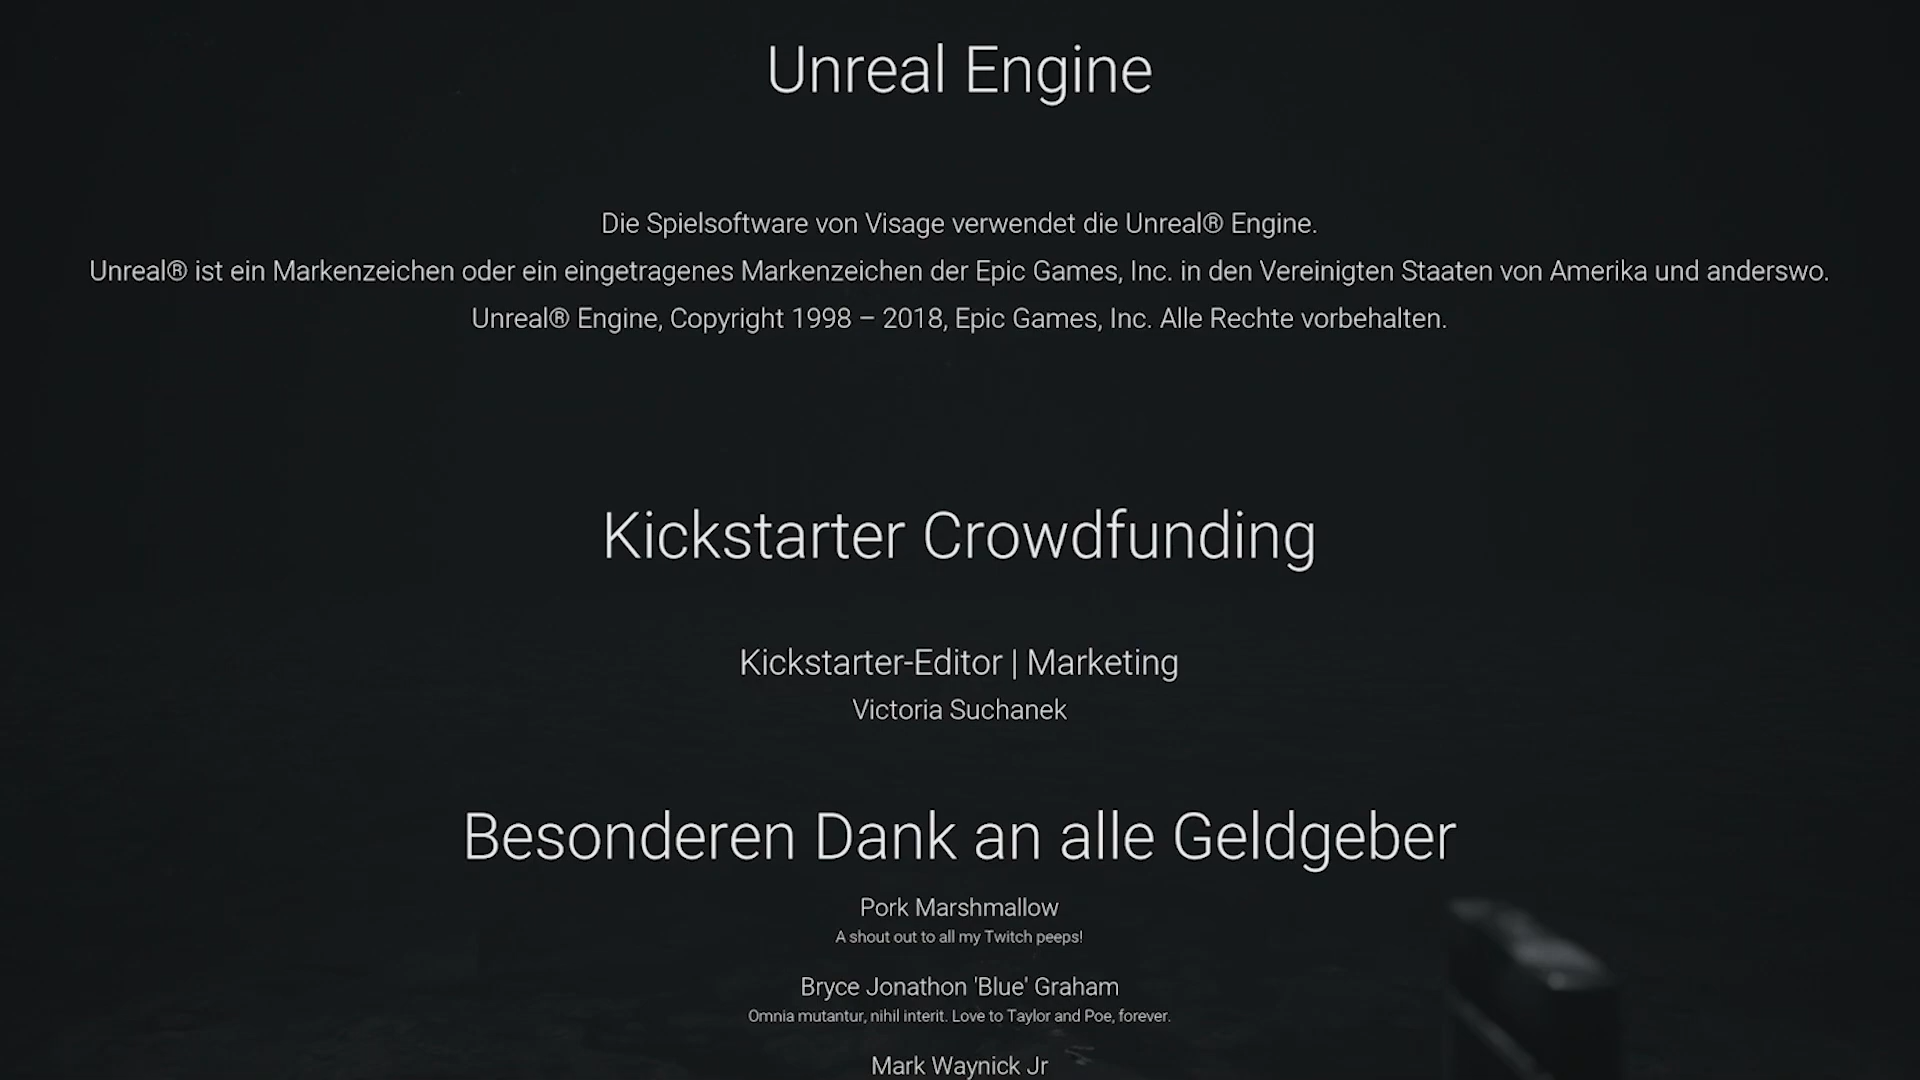 Unreal Engine
Die Spielsoftware von Visage verwendet die Unreal® Engine.
Unreal® ist ein Markenzeichen oder ein eingetragenes Markenzeichen der Epic Games, Inc. in den Vereinigten Staaten von Amerika und anderswo.
Unreal® Engine, Copyright 1998 – 2018, Epic Games, Inc. Alle Rechte vorbehalten.
Kickstarter Crowdfunding
Kickstarter-Editor | Marketing
Victoria Suchanek
Besonderen Dank an alle Geldgeber
Pork Marshmallow
A shout out to all my Twitch peeps!
Bryce Jonathon 'Blue' Graham
Omnia mutantur, nihil interit. Love to Taylor and Poe, forever.
Mark Waynick Jr